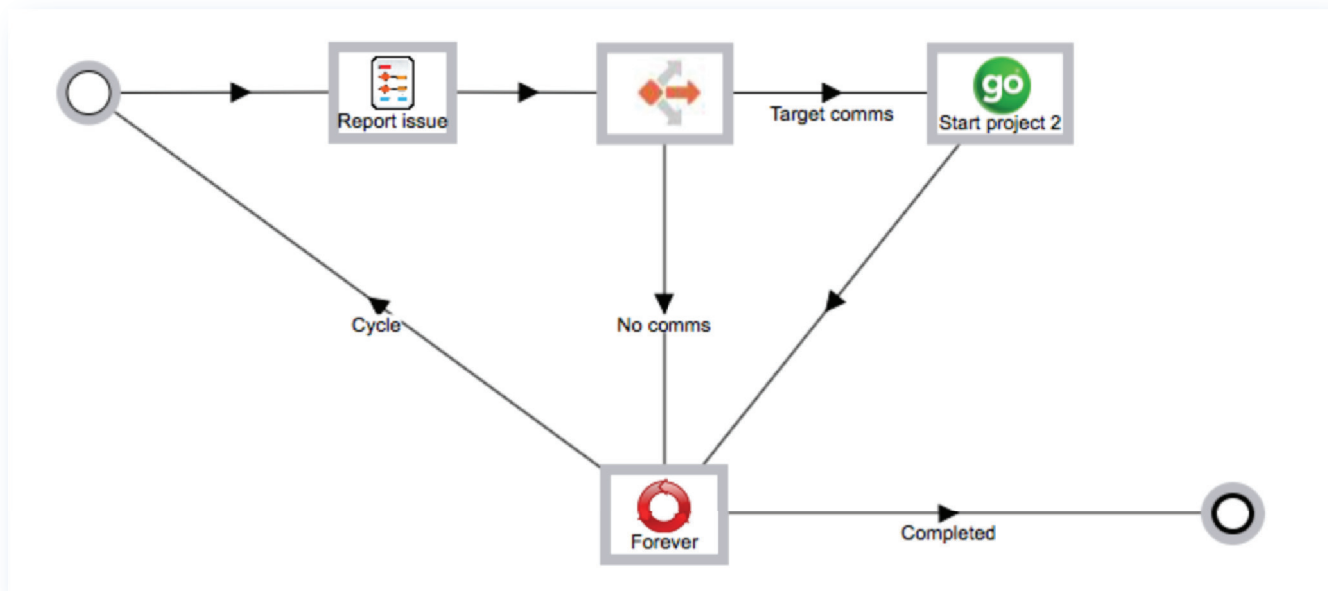 go
Report issue
Target comms
Start project 2
Cycle
No comms
Forever
Completed